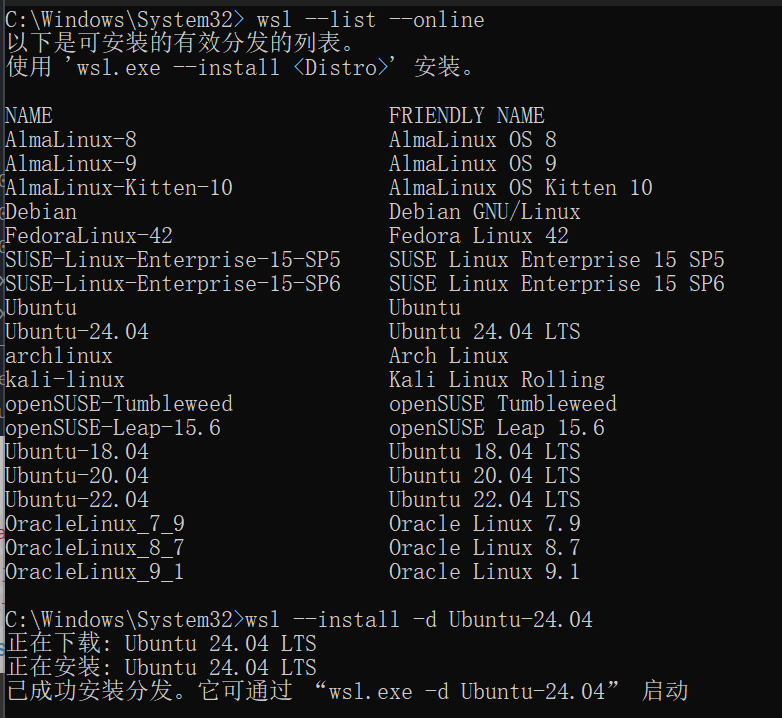 C:\Windows\System32> wsl --list --online
以下是可安装的有效分发的列表。
使用 'wsl.exe --install <Distro>' 安装。
NAME FRIENDLY NAME
AlmaLinux-8 AlmaLinux OS 8
AlmaLinux-9 AlmaLinux OS 9
AlmaLinux-Kitten-10 AlmaLinux OS Kitten 10
Debian Debian GNU/Linux
FedoraLinux-42 Fedora Linux 42
SUSE-Linux-Enterprise-15-SP5 SUSE Linux Enterprise 15 SP5
SUSE-Linux-Enterprise-15-SP6 SUSE Linux Enterprise 15 SP6
Ubuntu Ubuntu
Ubuntu-24.04 Ubuntu 24.04 LTS
archlinux Arch Linux
kali-linux Kali Linux Rolling
openSUSE-Tumbleweed openSUSE Tumbleweed
openSUSE-Leap-15.6 openSUSE Leap 15.6
Ubuntu-18.04 Ubuntu 18.04 LTS
Ubuntu-20.04 Ubuntu 20.04 LTS
Ubuntu-22.04 Ubuntu 22.04 LTS
OracleLinux_7_9 Oracle Linux 7.9
OracleLinux_8_7 Oracle Linux 8.7
OracleLinux_9_1 Oracle Linux 9.1
C:\Windows\System32>wsl --install -d Ubuntu-24.04
正在下载: Ubuntu 24.04 LTS
正在安装: Ubuntu 24.04 LTS
已成功安装分发。它可通过 “wsl.exe -d Ubuntu-24.04” 启动